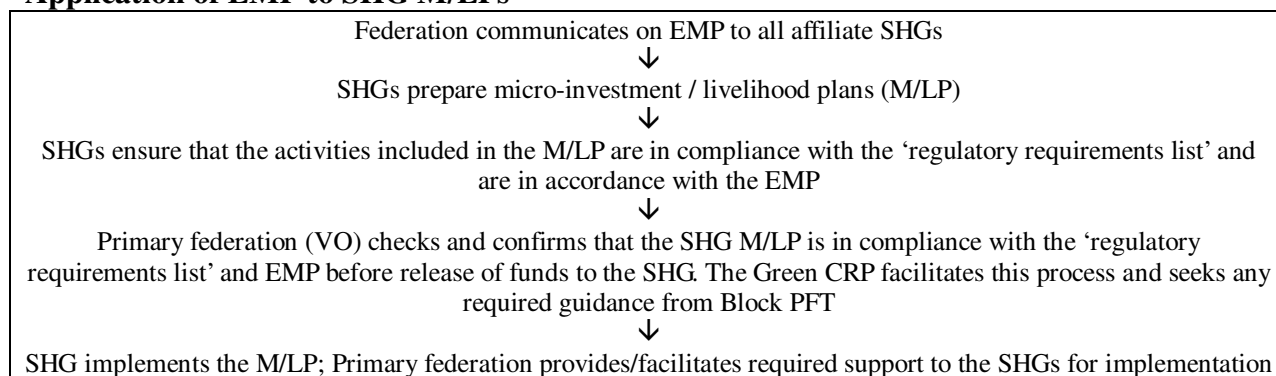 Application of EMP to SHG M/LPs
Federation communicates on EMP to all affiliate SHGs
↓
SHGs prepare micro-investment / livelihood plans (M/LP)
↓
SHGs ensure that the activities included in the M/LP are in compliance with the ‘regulatory requirements list’ and
are in accordance with the EMP
↓
Primary federation (VO) checks and confirms that the SHG M/LP is in compliance with the ‘regulatory
requirements list’ and EMP before release of funds to the SHG. The Green CRP facilitates this process and seeks any
required guidance from Block PFT
↓
SHG implements the M/LP; Primary federation provides/facilitates required support to the SHGs for implementation